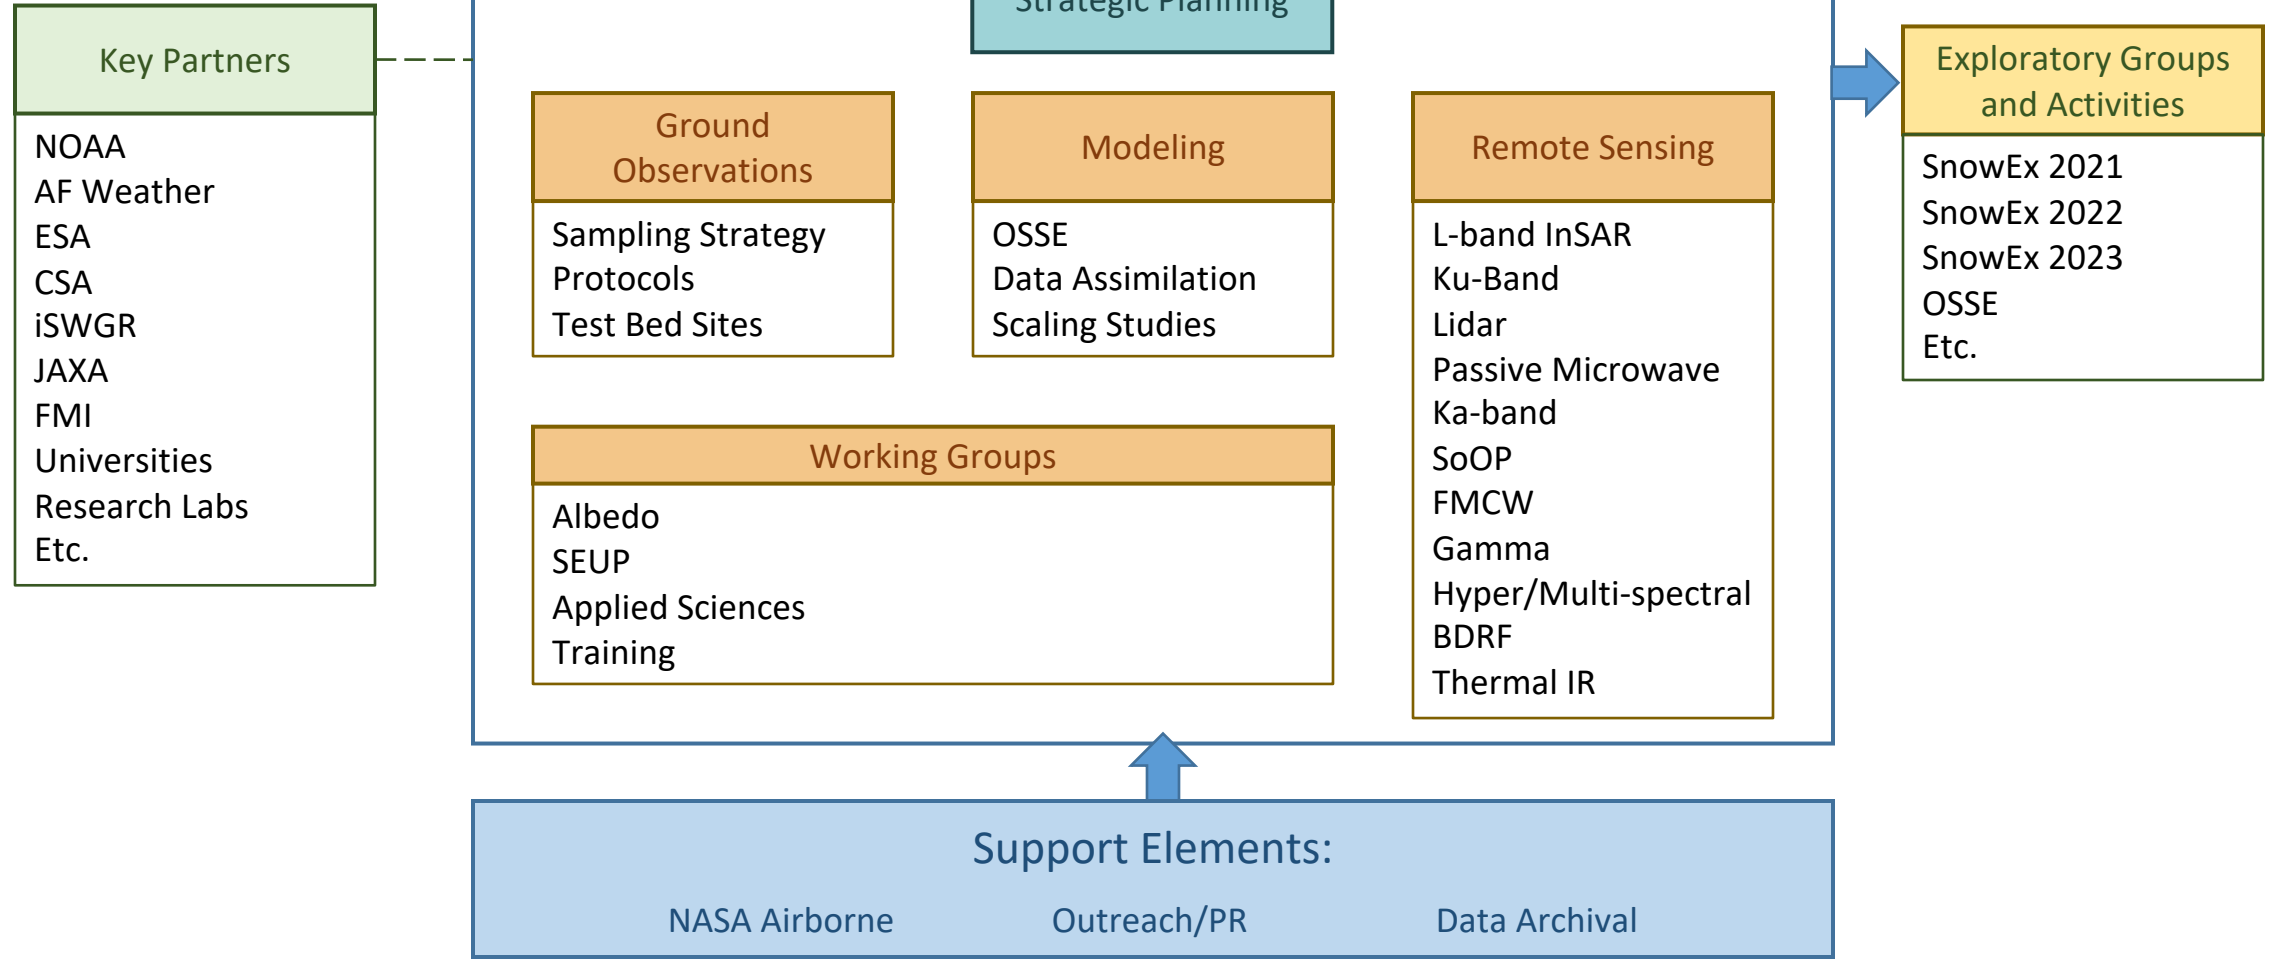 Strategic Planning
Key Partners
NOAA
AF Weather
ESA
CSA
iSWGR
JAXA
FMI
Universities
Research Labs
Etc.
Ground
Observations
Sampling Strategy
Protocols
Test Bed Sites
Modeling
OSSE
Data Assimilation
Scaling Studies
Remote Sensing
L-band InSAR
Ku-Band
Lidar
Passive Microwave
Ka-band
SoOP
FMCW
Gamma
Hyper/Multi-spectral
BDRF
Thermal IR
Working Groups
Albedo
SEUP
Applied Sciences
Training
Exploratory Groups
and Activities
SnowEx 2021
SnowEx 2022
SnowEx 2023
OSSE
Etc.
Support Elements:
NASA Airborne
Outreach/PR
Data Archival